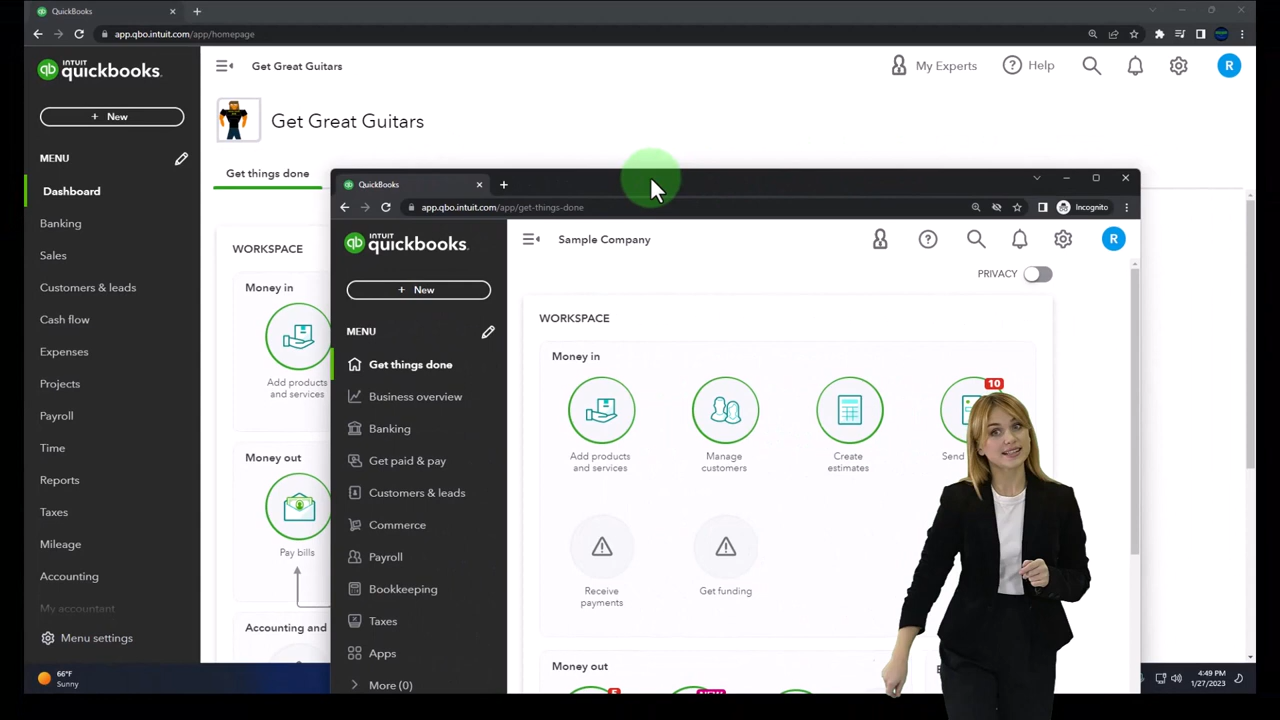 QuickBooks
app.qbo.intuit.com/app/homepage
INTUIT
quickbooks.
Get Great Guitars
My Experts
Help
R
+ New
Get Great Guitars
MENU
Get things done
Dashboard
Banking
Sales
Customers & leads
Cash flow
Expenses
Projects
Payroll
Time
Reports
Taxes
Mileage
Accounting
My accountant
Menu settings
WORKSPACE
Money in
Add products
and services
Money out
Pay bills
Accounting and
QuickBooks
app.qbo.intuit.com/app/get-things-done
Incognito
INTUIT
quickbooks.
Sample Company
R
PRIVACY
+ New
MENU
Get things done
Business overview
Banking
Get paid & pay
Customers & leads
Commerce
Payroll
Bookkeeping
Taxes
Apps
More (0)
WORKSPACE
Money in
10
Add products
and services
Manage
customers
Create
estimates
Send
Receive
payments
Get funding
Money out
5
NEW
66°F
Sunny
4:49 PM
1/27/2023